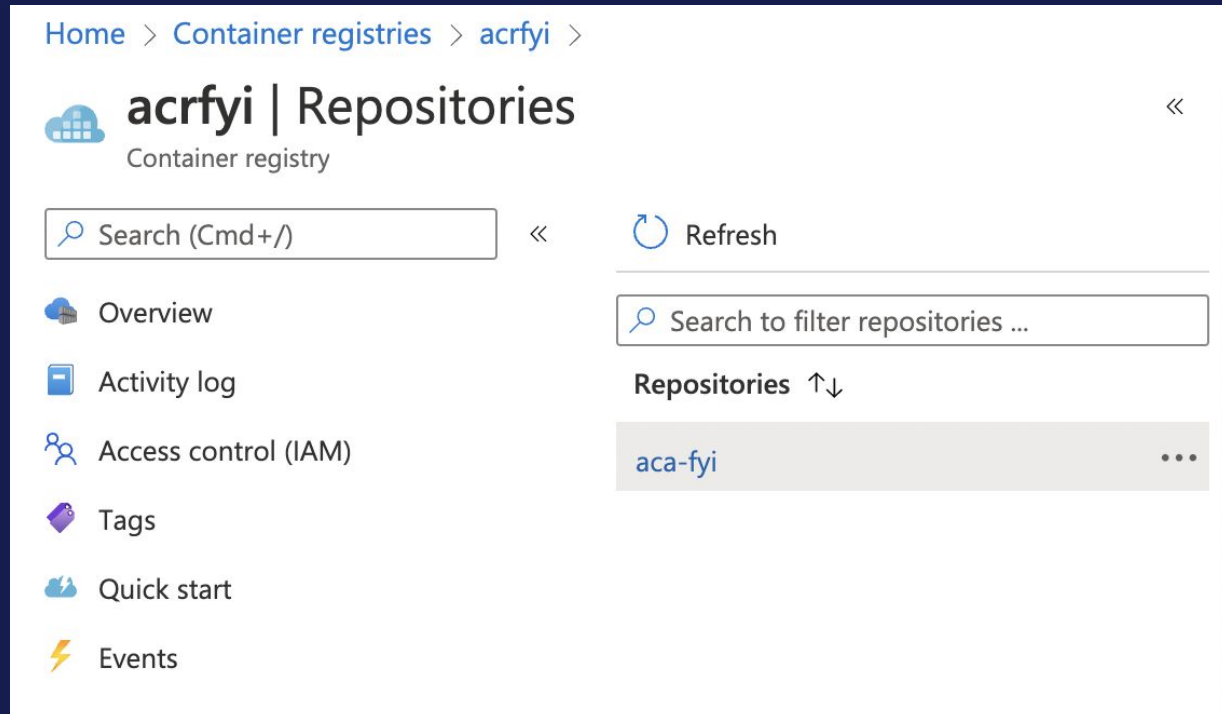 Home > Container registries > acrfyi >
acrfyi | Repositories
Container registry
Search (Cmd+/)
Overview
Activity log
Access control (IAM)
Tags
Quick start
Events
Refresh
Search to filter repositories ...
Repositories ↑↓
aca-fyi